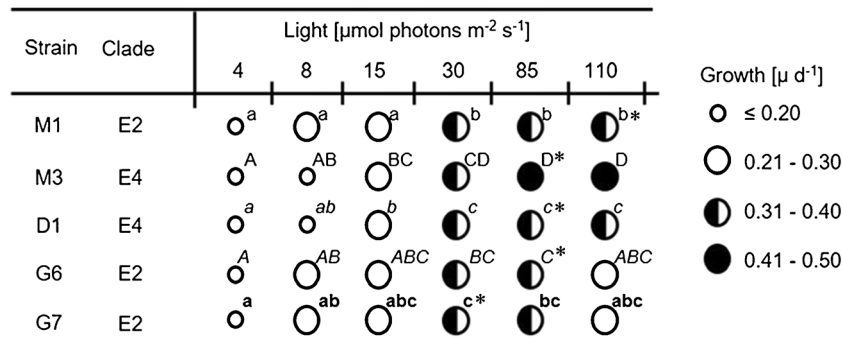 Light [µmol photons m-2 s-1]
Strain Clade
4 8 15 30 85 110
Growth [µ d-1]
≤ 0.20
M1 E2 a a a b b b*
0.21 - 0.30
M3 E4 A AB BC CD D* D
0.31 - 0.40
D1 E4 a ab b c c* c
0.41 - 0.50
G6 E2 A AB ABC BC C* ABC
G7 E2 a ab abc c* bc abc